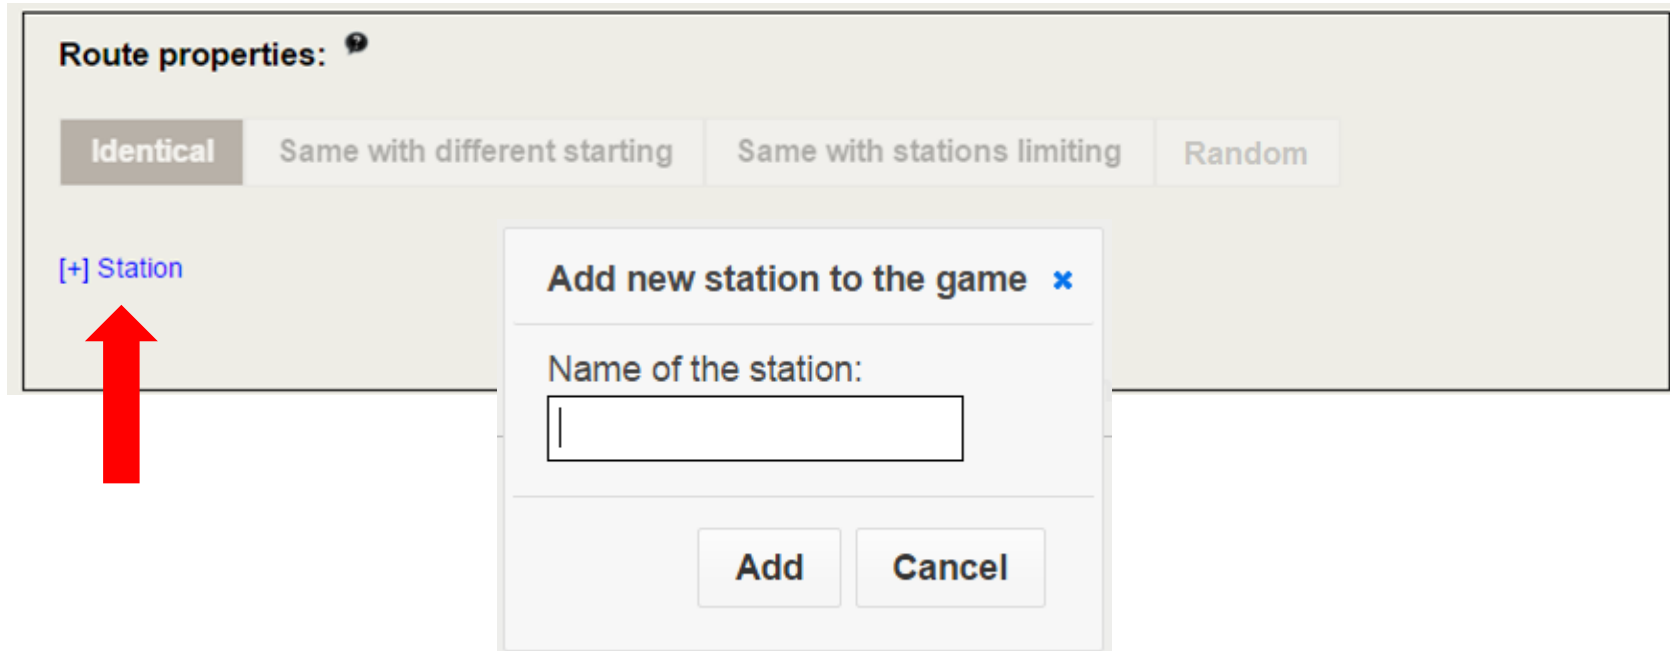 Route properties:
Identical
Same with different starting
Same with stations limiting
Random
[+] Station
Add new station to the game
Name of the station:
Add
Cancel